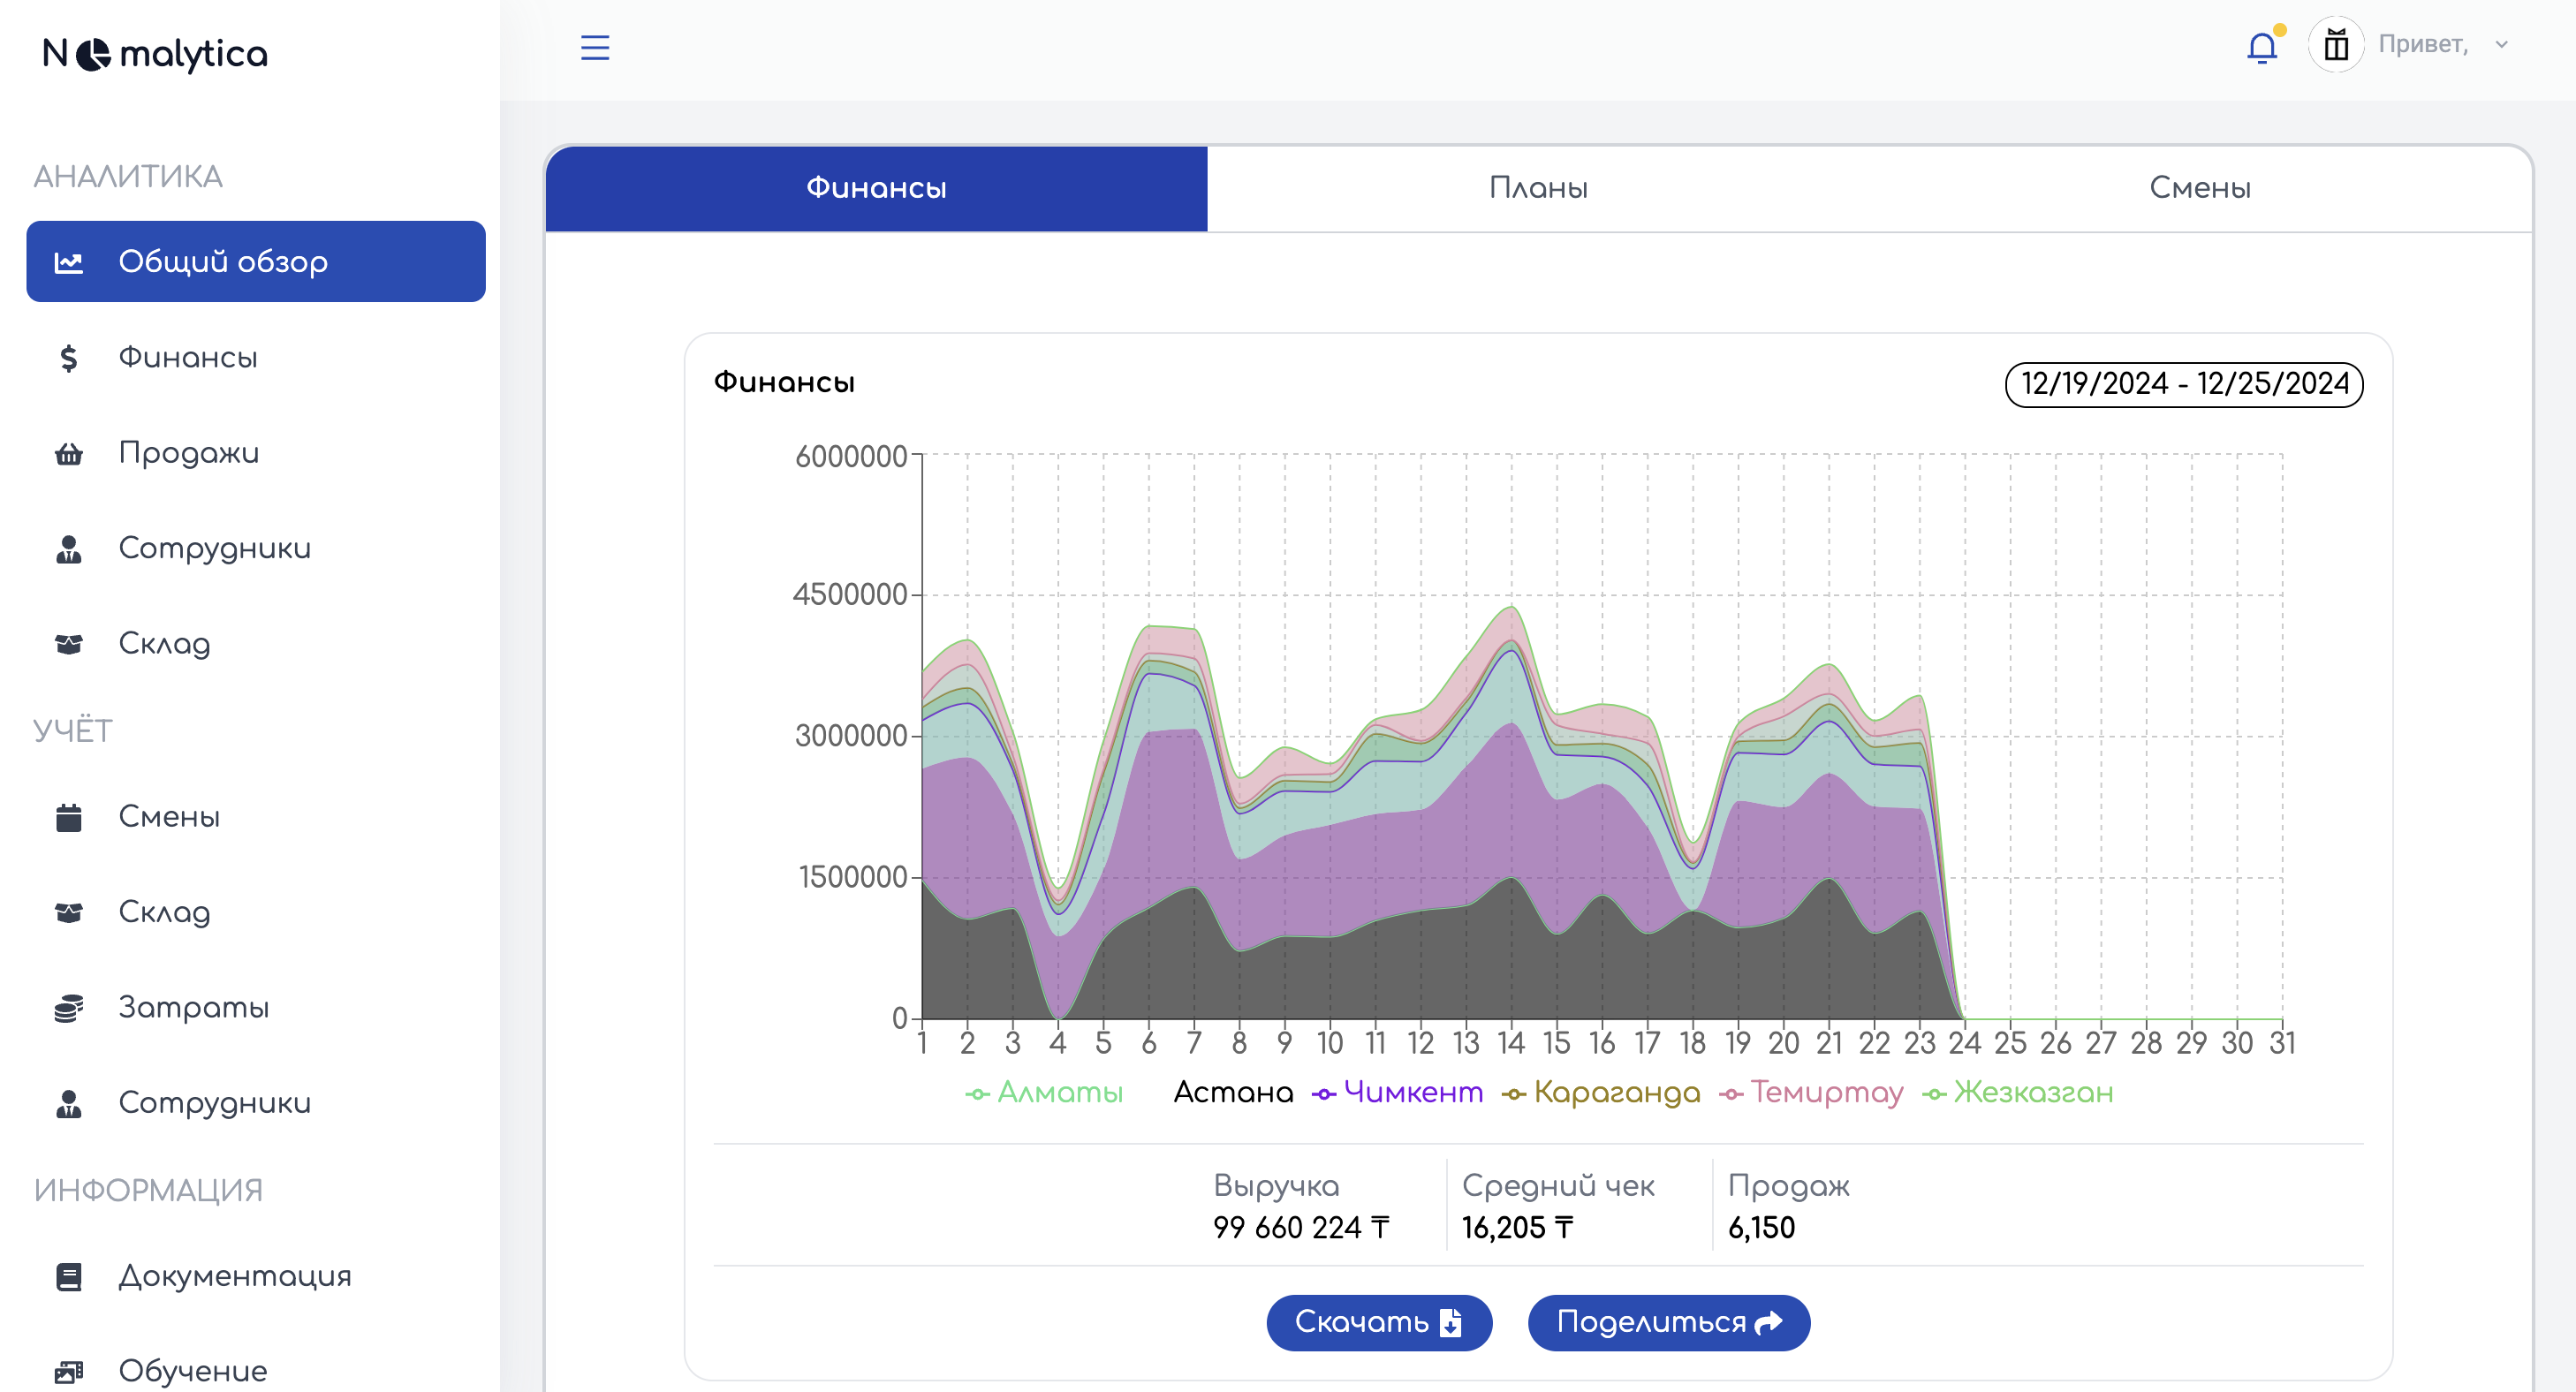 Nomalytica
Привет,
АНАЛИТИКА
Общий обзор
Финансы
Продажи
Сотрудники
Склад
УЧЁТ
Смены
Склад
Затраты
Сотрудники
ИНФОРМАЦИЯ
Документация
Обучение
Финансы Планы Смены
Финансы
12/19/2024 - 12/25/2024
6000000
4500000
3000000
1500000
0
1 2 3 4 5 6 7 8 9 10 11 12 13 14 15 16 17 18 19 20 21 22 23 24 25 26 27 28 29 30 31
Алматы Астана Чимкент Караганда Темиртау Жезказган
Выручка Средний чек Продаж
99 660 224 ₸ 16,205 ₸ 6,150
Скачать Поделиться